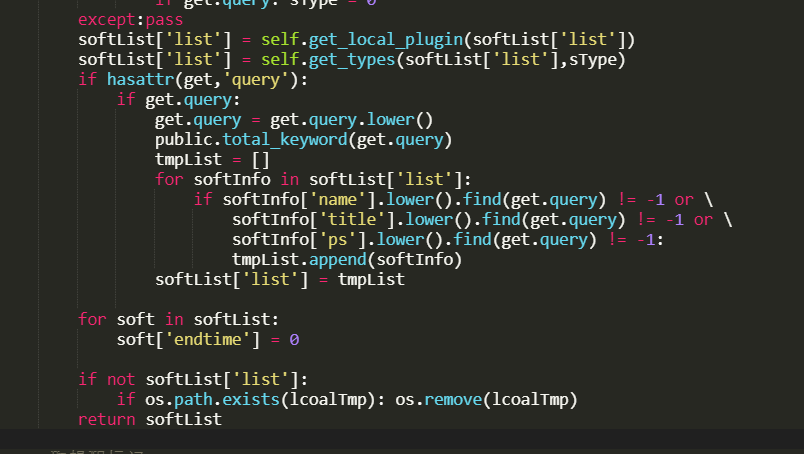 if get.query: sType = 0
except:pass
softList['list'] = self.get_local_plugin(softList['list'])
softList['list'] = self.get_types(softList['list'],sType)
if hasattr(get,'query'):
if get.query:
get.query = get.query.lower()
public.total_keyword(get.query)
tmpList = []
for softInfo in softList['list']:
if softInfo['name'].lower().find(get.query) != -1 or \
softInfo['title'].lower().find(get.query) != -1 or \
softInfo['ps'].lower().find(get.query) != -1:
tmpList.append(softInfo)
softList['list'] = tmpList
for soft in softList:
soft['endtime'] = 0
if not softList['list']:
if os.path.exists(lcoalTmp): os.remove(lcoalTmp)
return softList